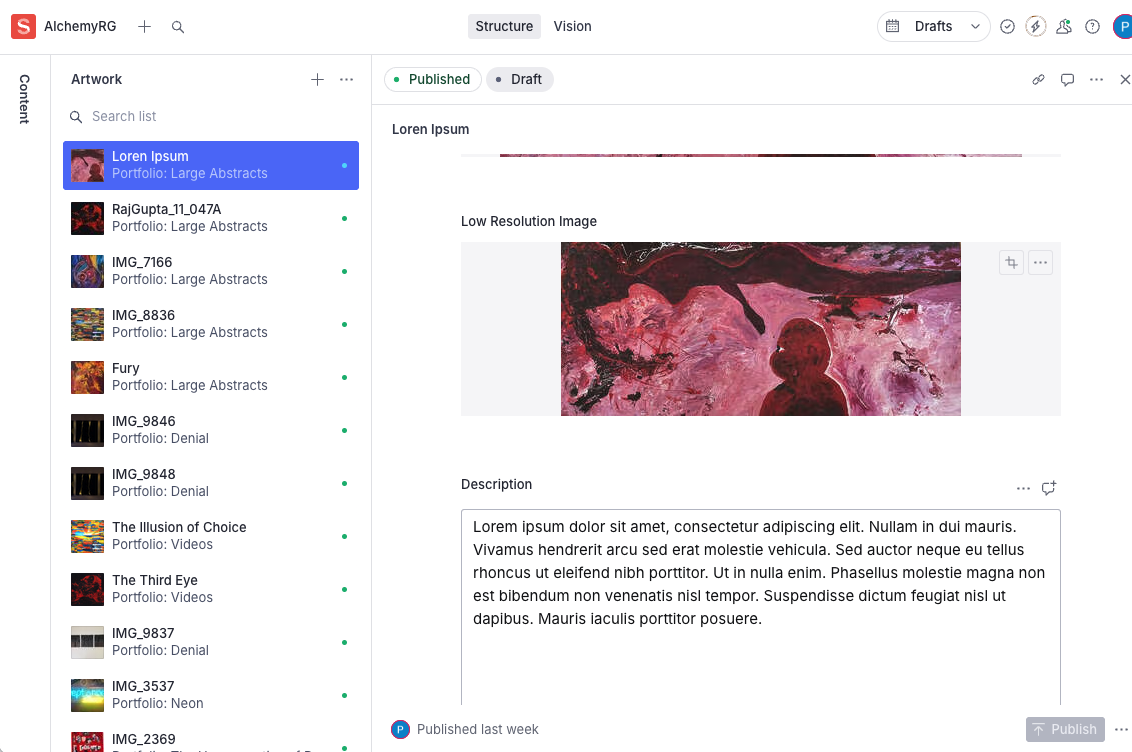 S AlchemyRG
Structure Vision
Drafts
P
Content
Artwork
Search list
Loren Ipsum
Portfolio: Large Abstracts
RajGupta_11_047A
Portfolio: Large Abstracts
IMG_7166
Portfolio: Large Abstracts
IMG_8836
Portfolio: Large Abstracts
Fury
Portfolio: Large Abstracts
IMG_9846
Portfolio: Denial
IMG_9848
Portfolio: Denial
The Illusion of Choice
Portfolio: Videos
The Third Eye
Portfolio: Videos
IMG_9837
Portfolio: Denial
IMG_3537
Portfolio: Neon
IMG_2369
Published Draft
Loren Ipsum
Low Resolution Image
Description
Lorem ipsum dolor sit amet, consectetur adipiscing elit. Nullam in dui mauris.
Vivamus hendrerit arcu sed erat molestie vehicula. Sed auctor neque eu tellus
rhoncus ut eleifend nibh porttitor. Ut in nulla enim. Phasellus molestie magna non
est bibendum non venenatis nisl tempor. Suspendisse dictum feugiat nisl ut
dapibus. Mauris iaculis porttitor posuere.
P Published last week
Publish